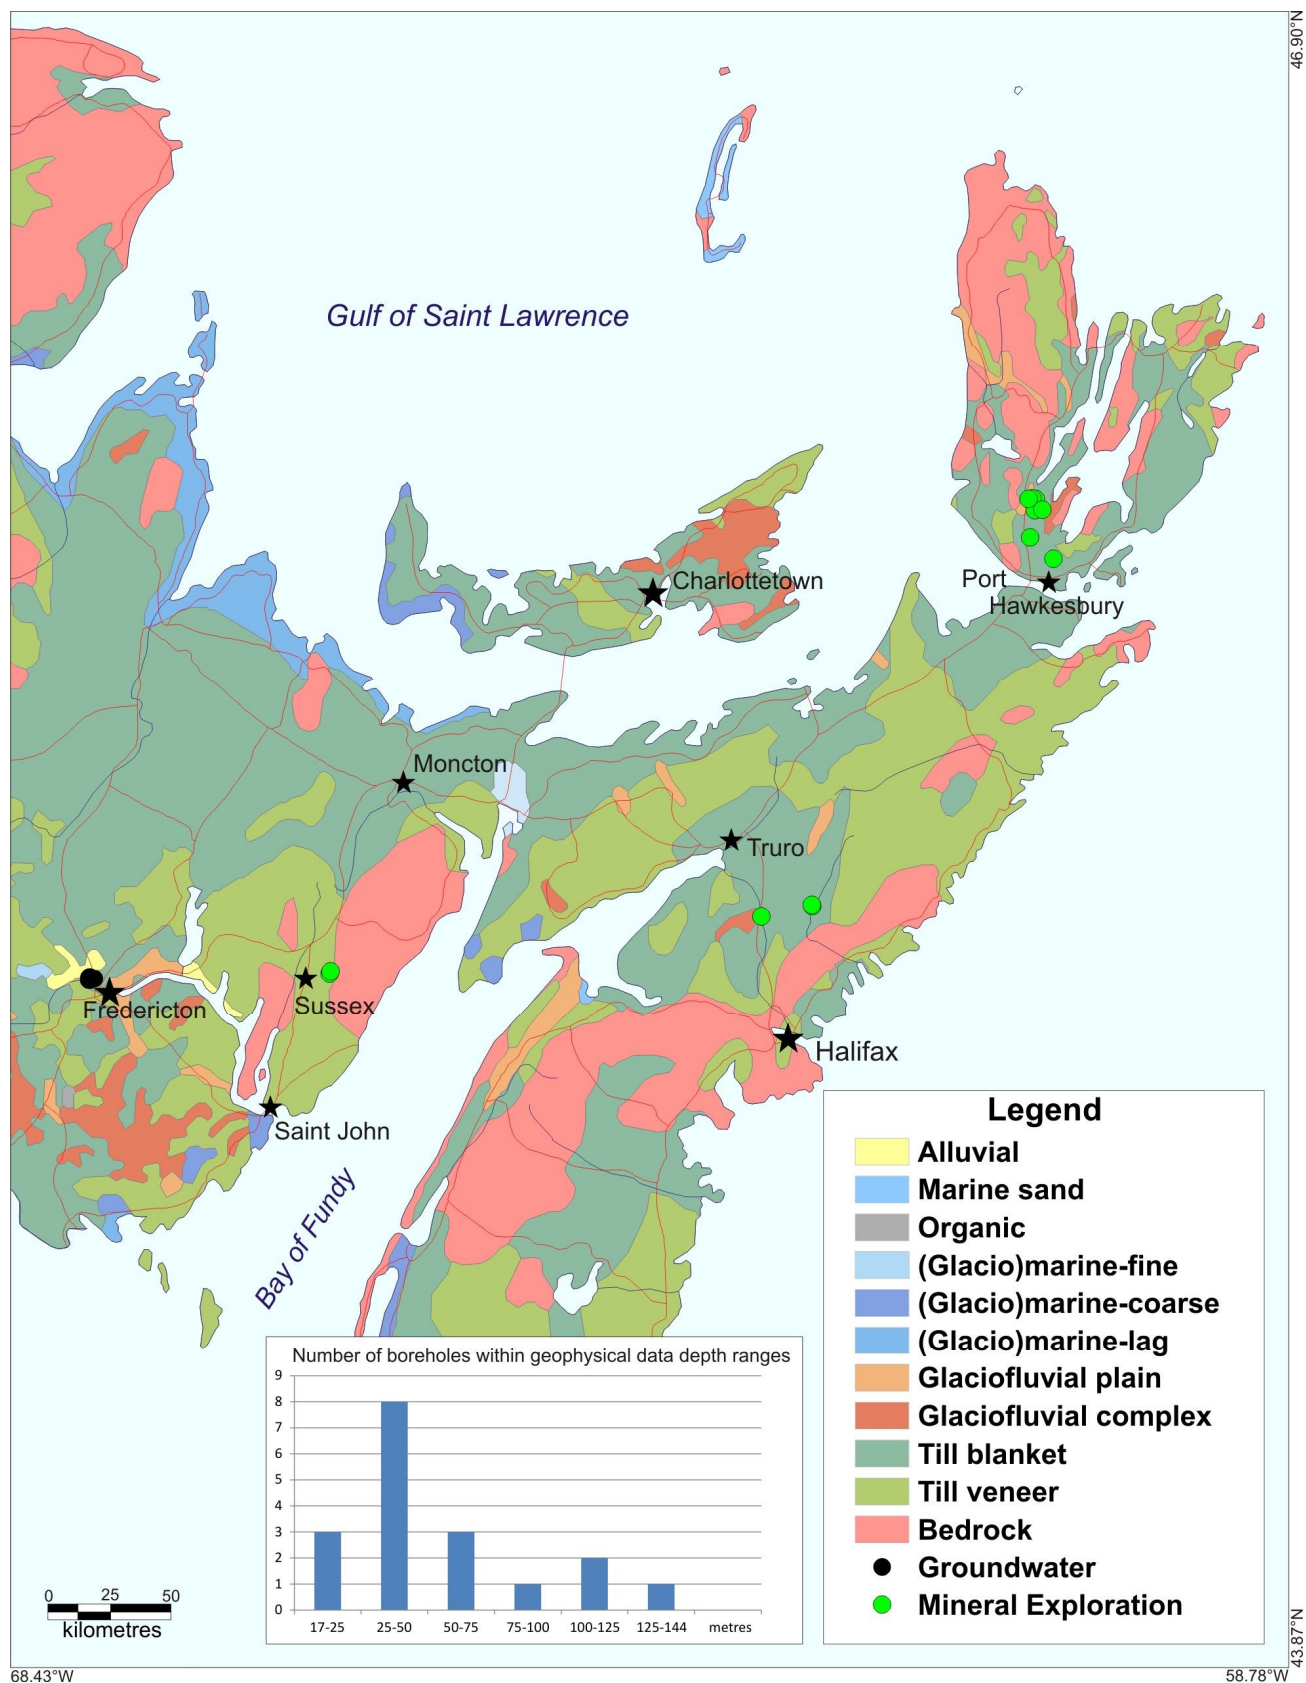 46.90°N
Gulf of Saint Lawrence
Charlottetown
Port
Hawkesbury
Moncton
Truro
Fredericton
Sussex
Halifax
Saint John
Bay of Fundy
Legend
Alluvial
Marine sand
Organic
(Glacio)marine-fine
(Glacio)marine-coarse
(Glacio)marine-lag
Glaciofluvial plain
Glaciofluvial complex
Till blanket
Till veneer
Bedrock
Groundwater
Mineral Exploration
Number of boreholes within geophysical data depth ranges
9
8
7
6
5
4
3
2
1
0
17-25 25-50 50-75 75-100 100-125 125-144 metres
0 25 50
kilometres
43.87°N
68.43°W 58.78°W